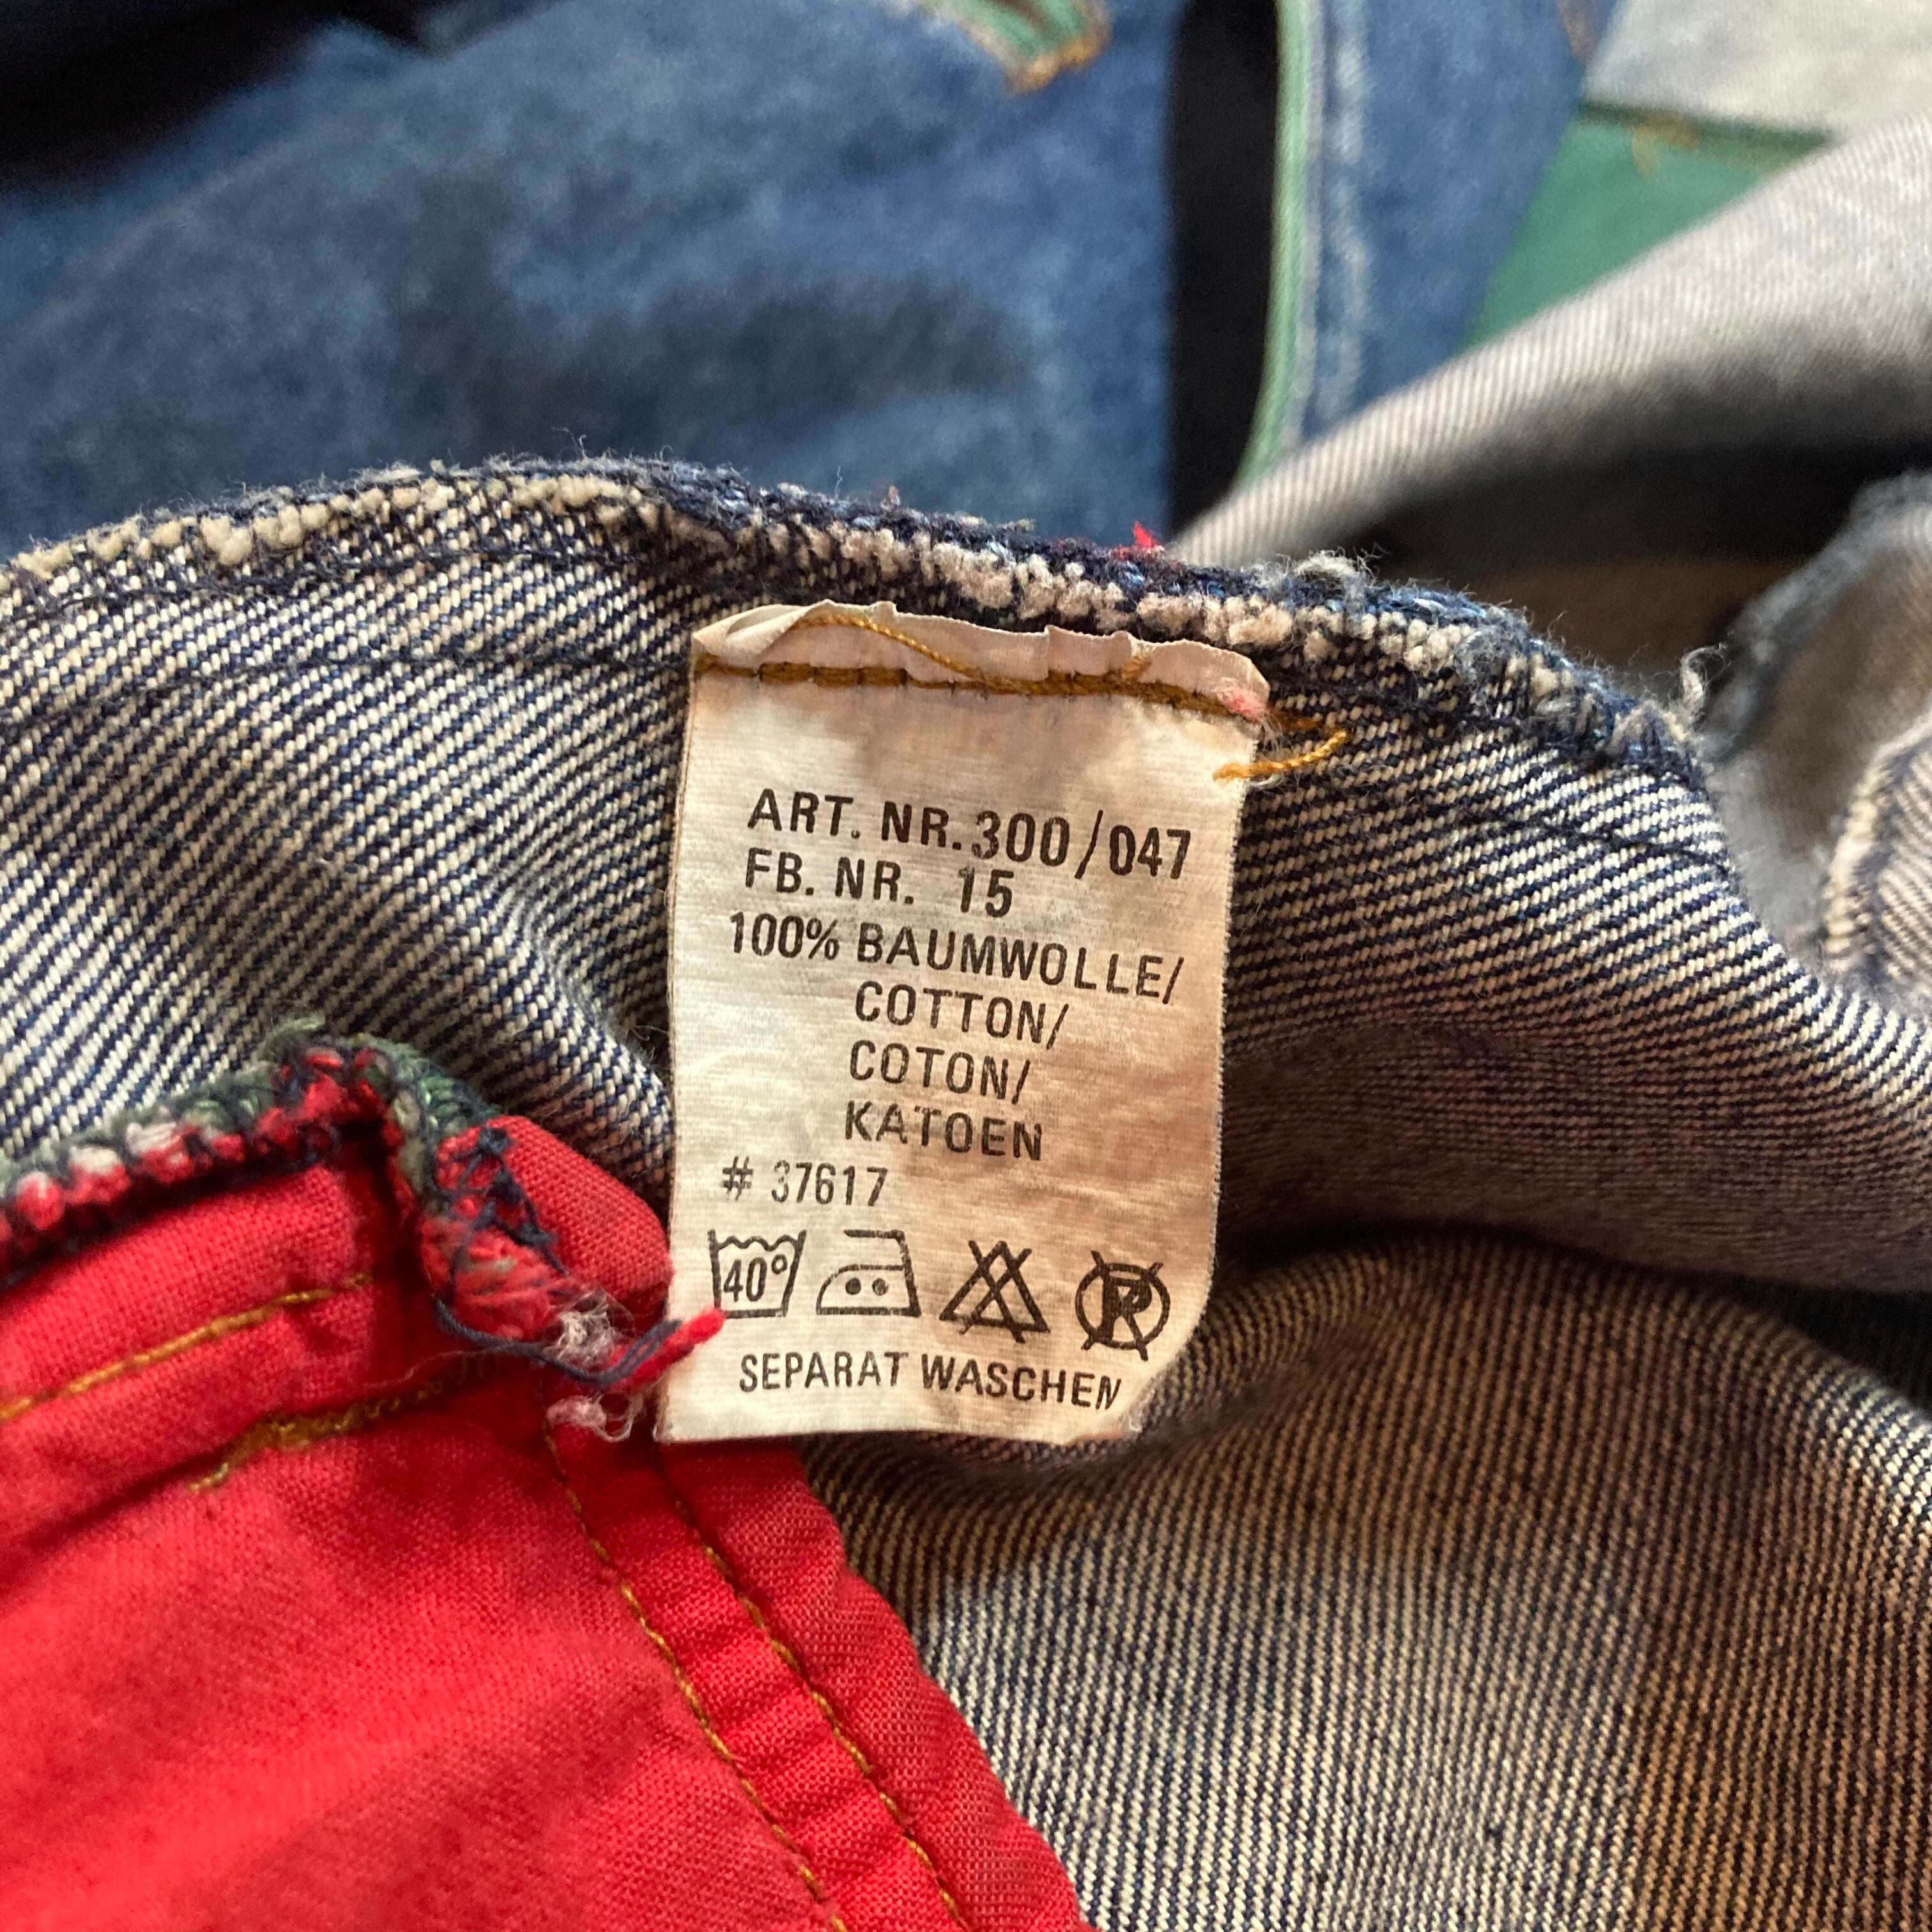 ART. NR. 300/047
FB. NR. 15
100% BAUMWOLLE/
COTTON/
COTON/
KATOEN
# 37617
40°
SEPARAT WASCHEN